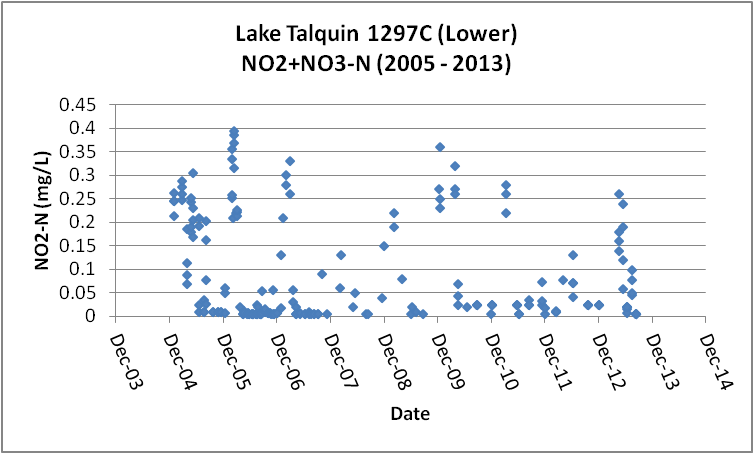 Lake Talquin 1297C (Lower)
NO2+NO3-N (2005 - 2013)
NO2-N (mg/L)
0.45
0.4
0.35
0.3
0.25
0.2
0.15
0.1
0.05
0
Dec-03
Dec-04
Dec-05
Dec-06
Dec-07
Dec-08
Dec-09
Dec-10
Dec-11
Dec-12
Dec-13
Dec-14
Date